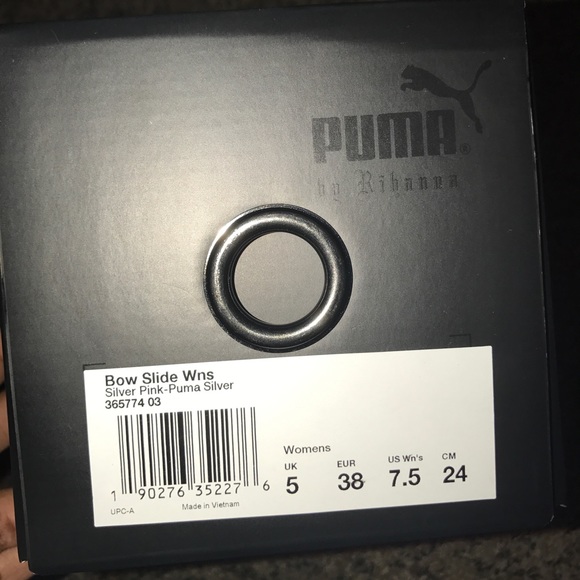 PUMA®
by Rihanna
Bow Slide Wns
Silver Pink-Puma Silver
365774 03
Womens
UK EUR US Wn's CM
5 38 7.5 24
1 90276 35227 6
UPC-A Made in Vietnam